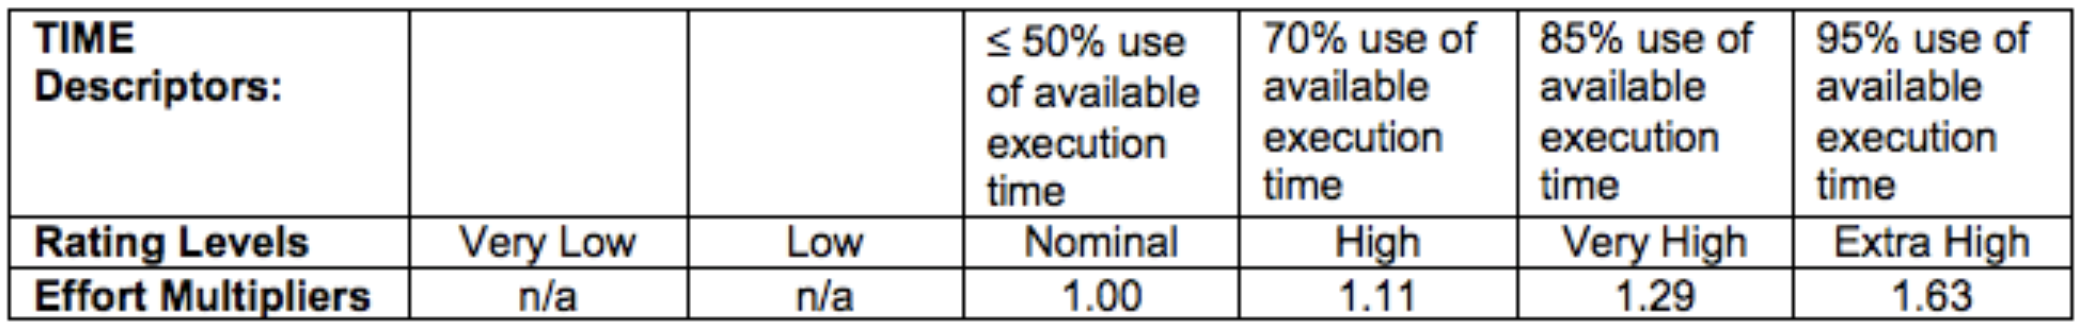 TIME ≤ 50% use 70% use of 85% use of 95% use of
Descriptors: of available available available available
execution execution execution execution
time time time time
Rating Levels Very Low Low Nominal High Very High Extra High
Effort Multipliers n/a n/a 1.00 1.11 1.29 1.63